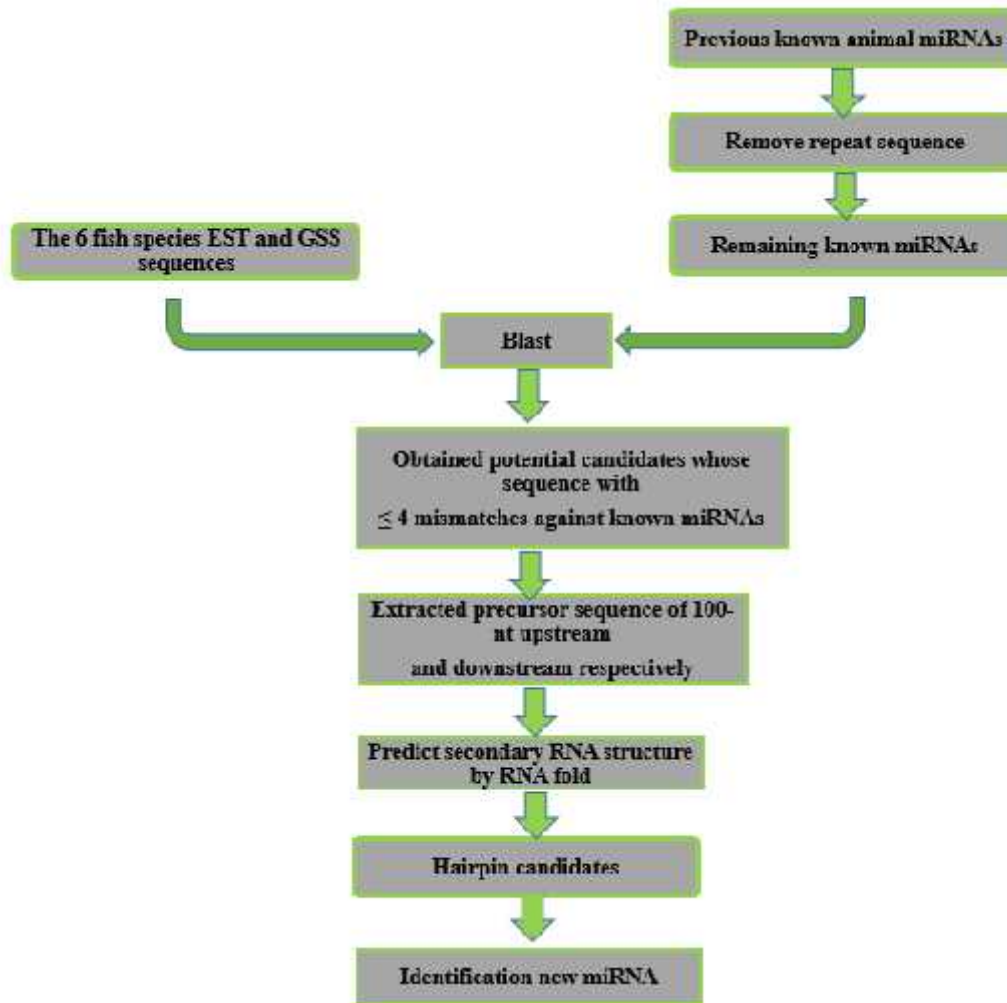 Previous known animal miRNAs
Remove repeat sequence
Remaining known miRNAs
The 6 fish species EST and GSS
sequences
Blast
Obtained potential candidates whose
sequence with
≤ 4 mismatches against known miRNAs
Extracted precursor sequence of 100-
nt upstream
and downstream respectively
Predict secondary RNA structure
by RNA fold
Hairpin candidates
Identification new miRNA